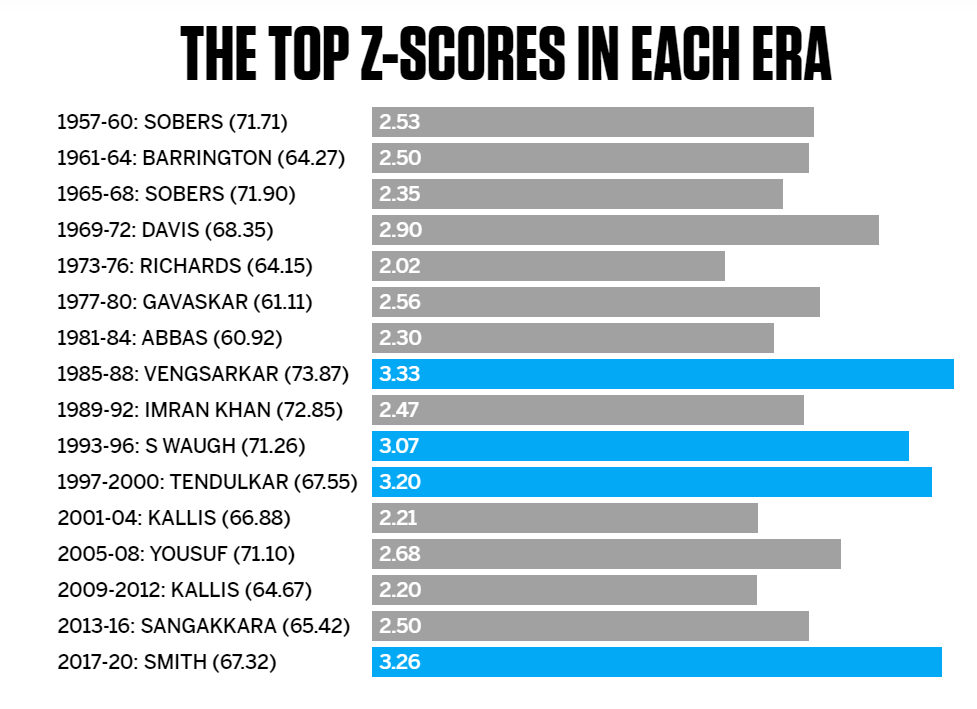 THE TOP Z-SCORES IN EACH ERA
1957-60: SOBERS (71.71) 2.53
1961-64: BARRINGTON (64.27) 2.50
1965-68: SOBERS (71.90) 2.35
1969-72: DAVIS (68.35) 2.90
1973-76: RICHARDS (64.15) 2.02
1977-80: GAVASKAR (61.11) 2.56
1981-84: ABBAS (60.92) 2.30
1985-88: VENGSARKAR (73.87) 3.33
1989-92: IMRAN KHAN (72.85) 2.47
1993-96: S WAUGH (71.26) 3.07
1997-2000: TENDULKAR (67.55) 3.20
2001-04: KALLIS (66.88) 2.21
2005-08: YOUSUF (71.10) 2.68
2009-2012: KALLIS (64.67) 2.20
2013-16: SANGAKKARA (65.42) 2.50
2017-20: SMITH (67.32) 3.26